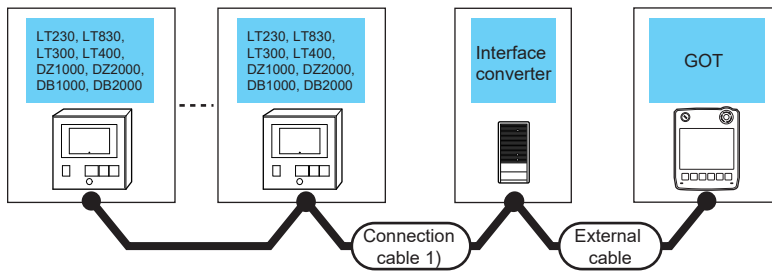 LT230, LT830,
LT300, LT400,
DZ1000, DZ2000,
DB1000, DB2000
LT230, LT830,
LT300, LT400,
DZ1000, DZ2000,
DB1000, DB2000
Interface
converter
GOT
Connection
cable 1)
External
cable